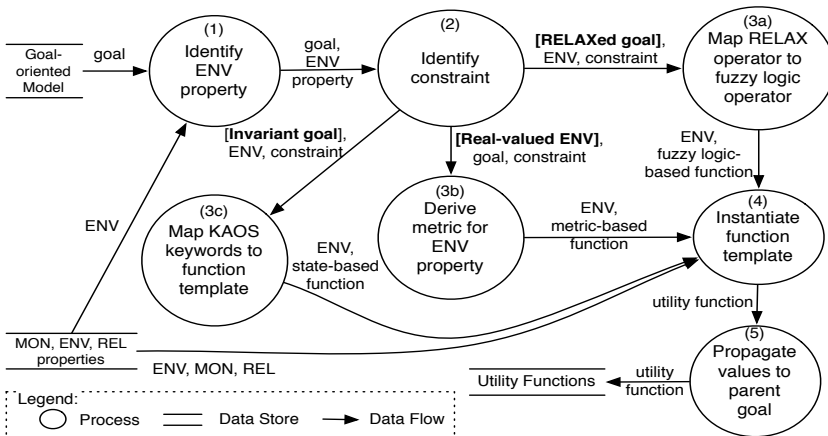 Goal-
oriented
Model
goal
(1)
Identify
ENV
property
goal,
ENV
property
(2)
Identify
constraint
[RELAXed goal],
ENV, constraint
(3a)
Map RELAX
operator to
fuzzy logic
operator
[Invariant goal],
ENV, constraint
[Real-valued ENV],
goal, constraint
ENV,
fuzzy logic-
based function
ENV
(3c)
Map KAOS
keywords to
function
template
ENV,
state-based
function
(3b)
Derive
metric for
ENV
property
ENV,
metric-based
function
(4)
Instantiate
function
template
utility function
MON, ENV, REL
properties
ENV, MON, REL
(5)
Propagate
values to
parent
goal
utility
function
Utility Functions
Legend:
Process
Data Store
Data Flow